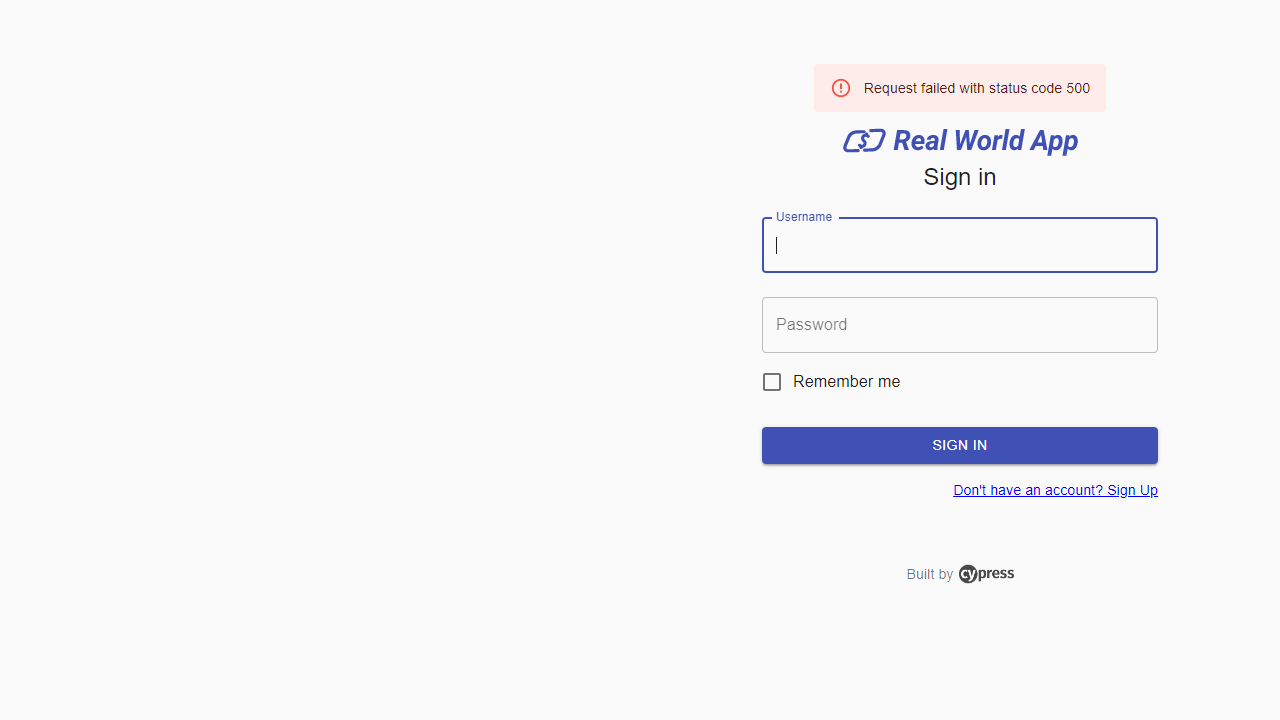 Request failed with status code 500
Real World App
Sign in
Username
Password
Remember me
SIGN IN
Don't have an account? Sign Up
Built by cypress